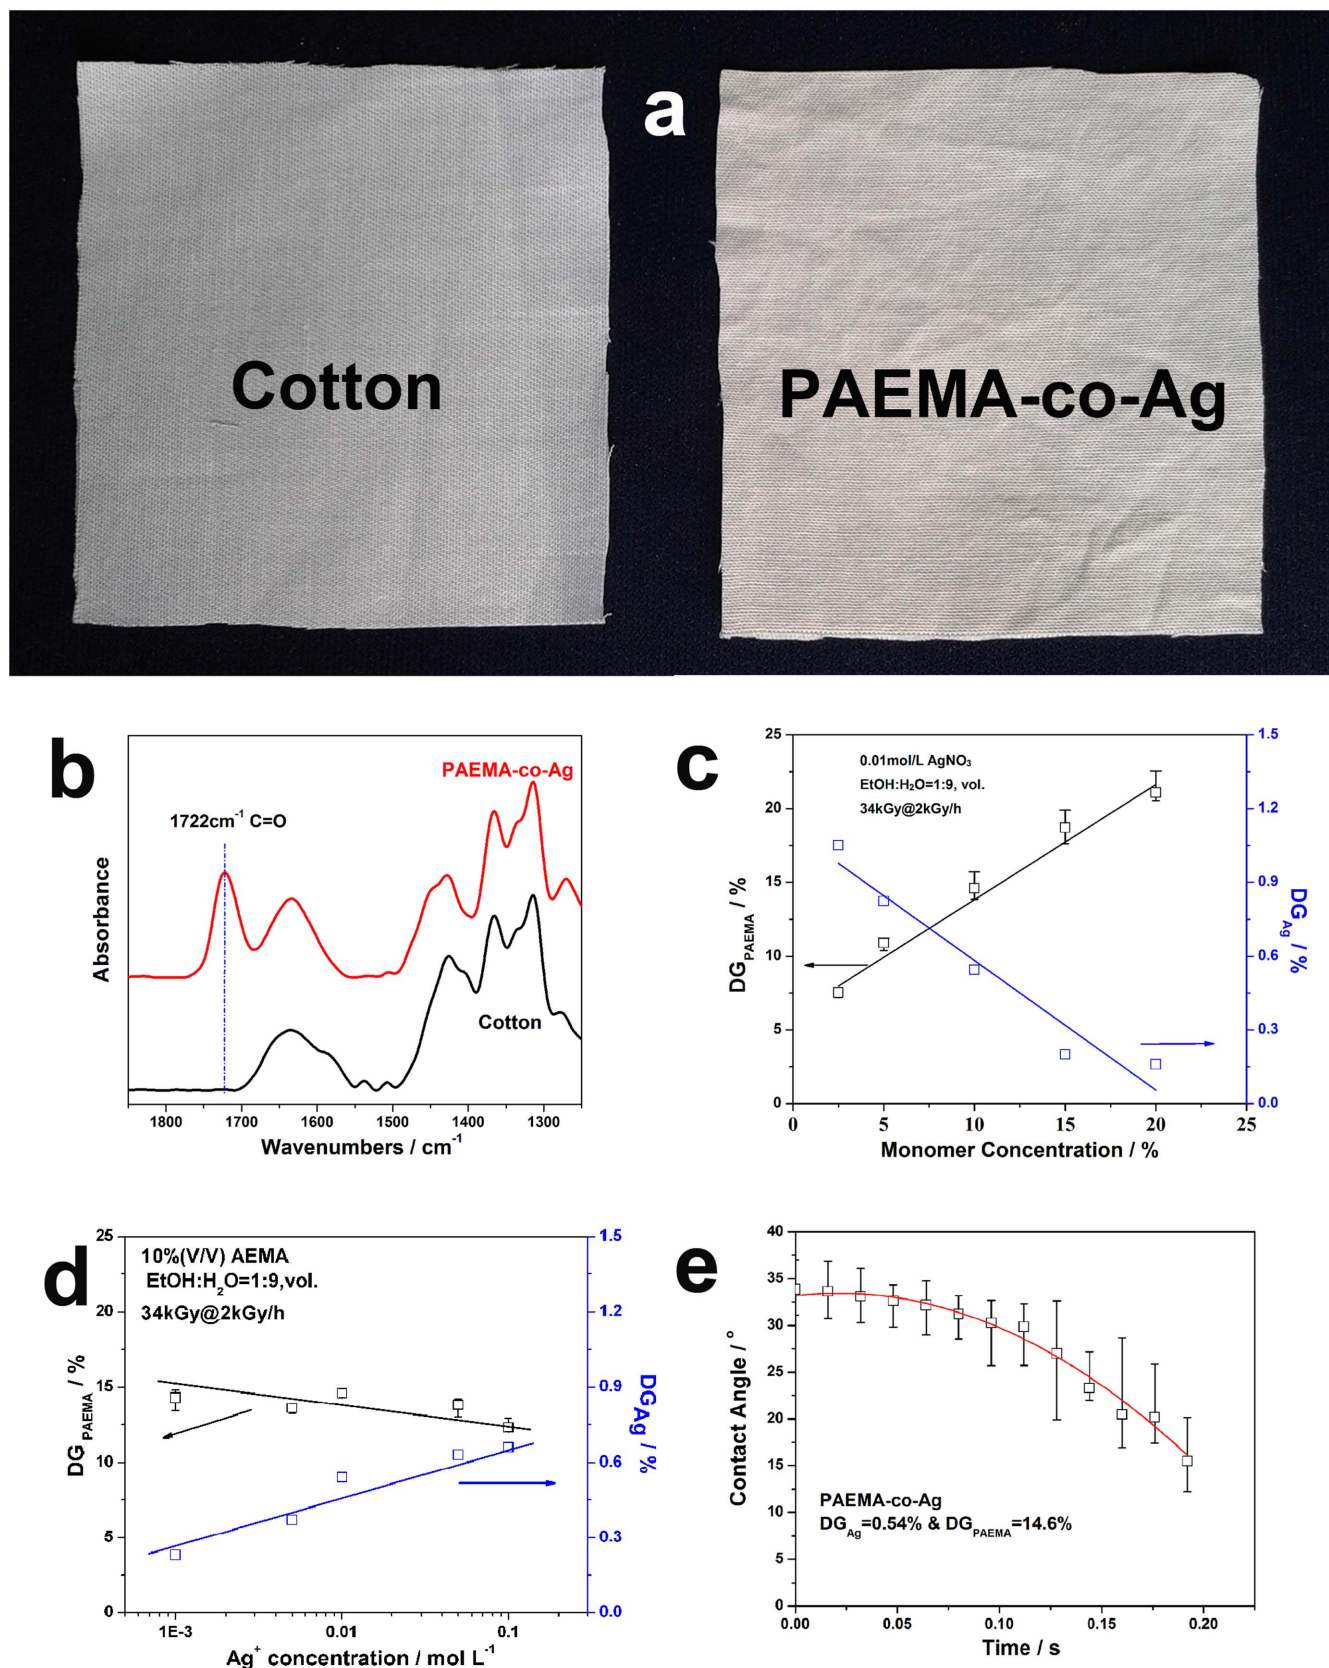 a
Cotton
PAEMA-co-Ag
b
PAEMA-co-Ag
1722cm⁻¹ C=O
Cotton
Absorbance
1800 1700 1600 1500 1400 1300
Wavenumbers / cm⁻¹
c
0.01mol/L AgNO₃
EtOH:H₂O=1:9, vol.
34kGy@2kGy/h
DG_PAEMA / %
25
20
15
10
5
0
DG_Ag / %
1.5
1.2
0.9
0.6
0.3
0.0
0 5 10 15 20 25
Monomer Concentration / %
d
10%(V/V) AEMA
EtOH:H₂O=1:9,vol.
34kGy@2kGy/h
DG_PAEMA / %
25
20
15
10
5
0
DG_Ag / %
1.5
1.2
0.9
0.6
0.3
0.0
1E-3 0.01 0.1
Ag⁺ concentration / mol L⁻¹
e
Contact Angle / °
40
35
30
25
20
15
10
5
0
PAEMA-co-Ag
DG_Ag=0.54% & DG_PAEMA=14.6%
0.00 0.05 0.10 0.15 0.20
Time / s